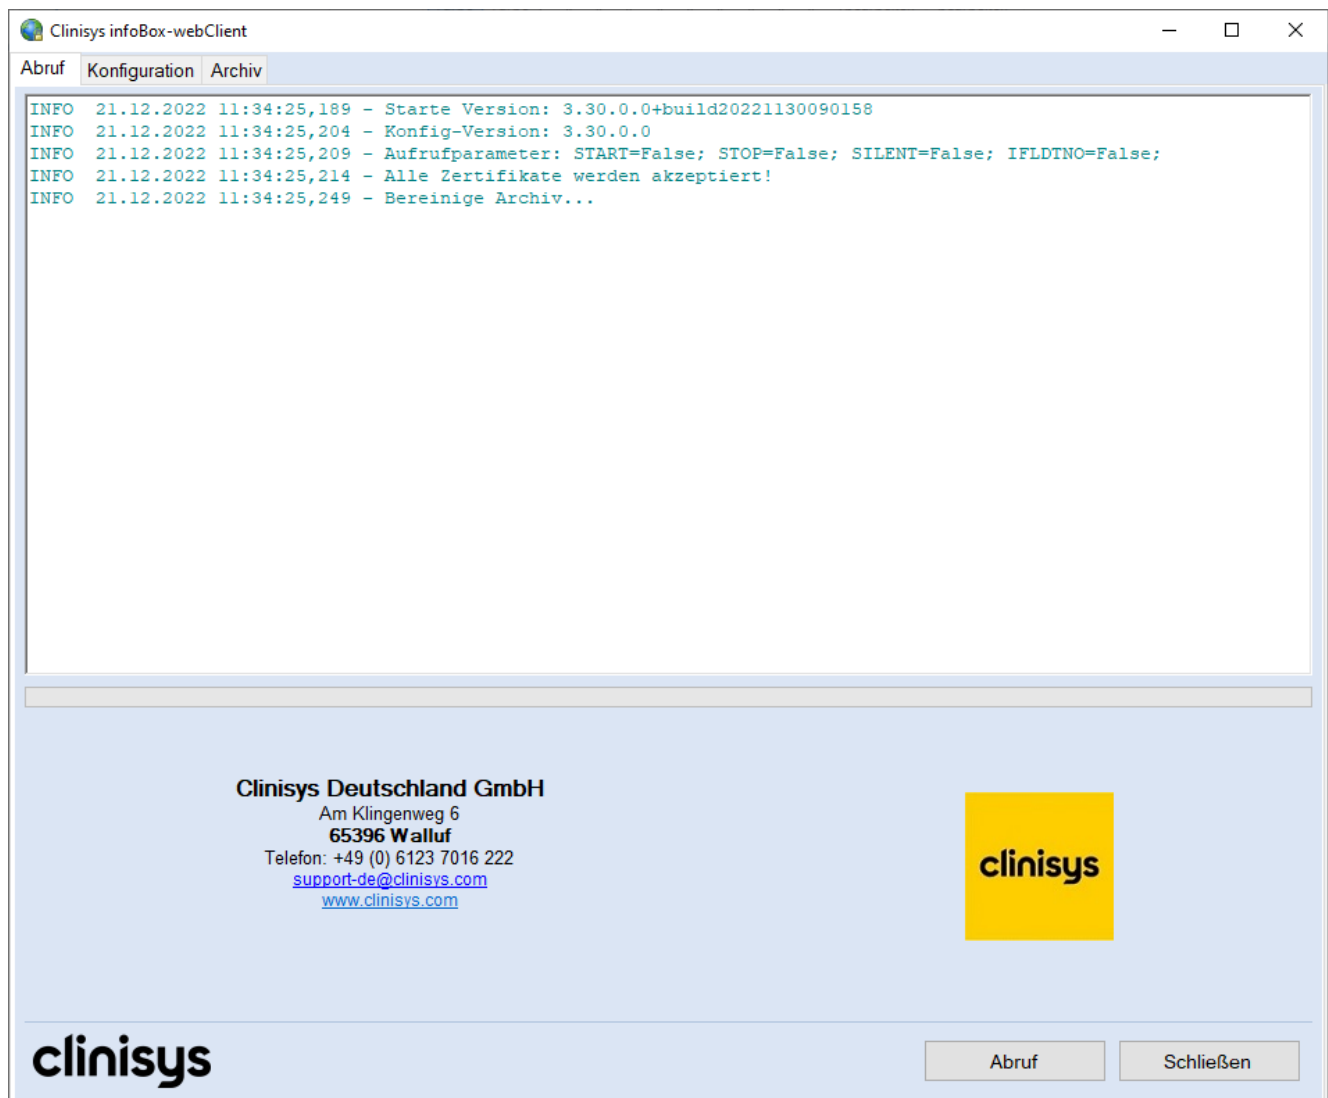 Clinisys infoBox-webClient
Abruf Konfiguration Archiv
INFO 21.12.2022 11:34:25,189 - Starte Version: 3.30.0.0+build20221130090158
INFO 21.12.2022 11:34:25,204 - Konfig-Version: 3.30.0.0
INFO 21.12.2022 11:34:25,209 - Aufrufparameter: START=False; STOP=False; SILENT=False; IFLDTNO=False;
INFO 21.12.2022 11:34:25,214 - Alle Zertifikate werden akzeptiert!
INFO 21.12.2022 11:34:25,249 - Bereinige Archiv...
Clinisys Deutschland GmbH
Am Klingenweg 6
65396 Walluf
Telefon: +49 (0) 6123 7016 222
support-de@clinisys.com
www.clinisys.com
clinisys
clinisys
Abruf Schließen